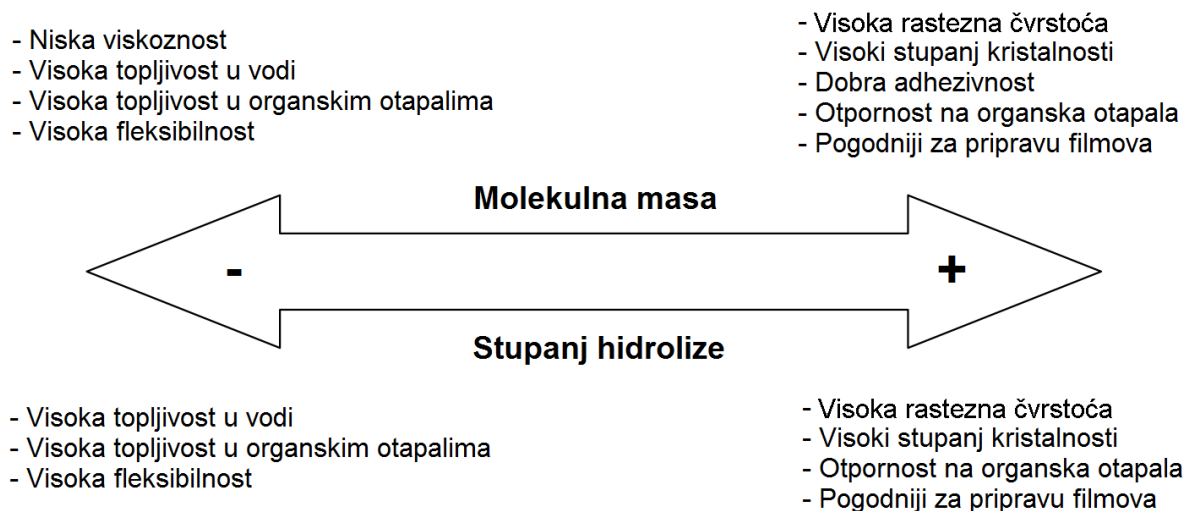 - Niska viskoznost
- Visoka topljivost u vodi
- Visoka topljivost u organskim otapalima
- Visoka fleksibilnost
- Visoka rastezna čvrstoća
- Visoki stupanj kristalnosti
- Dobra adhezivnost
- Otpornost na organska otapala
- Pogodniji za pripravu filmova
Molekulna masa
- +
Stupanj hidrolize
- Visoka topljivost u vodi
- Visoka topljivost u organskim otapalima
- Visoka fleksibilnost
- Visoka rastezna čvrstoća
- Visoki stupanj kristalnosti
- Otpornost na organska otapala
- Pogodniji za pripravu filmova